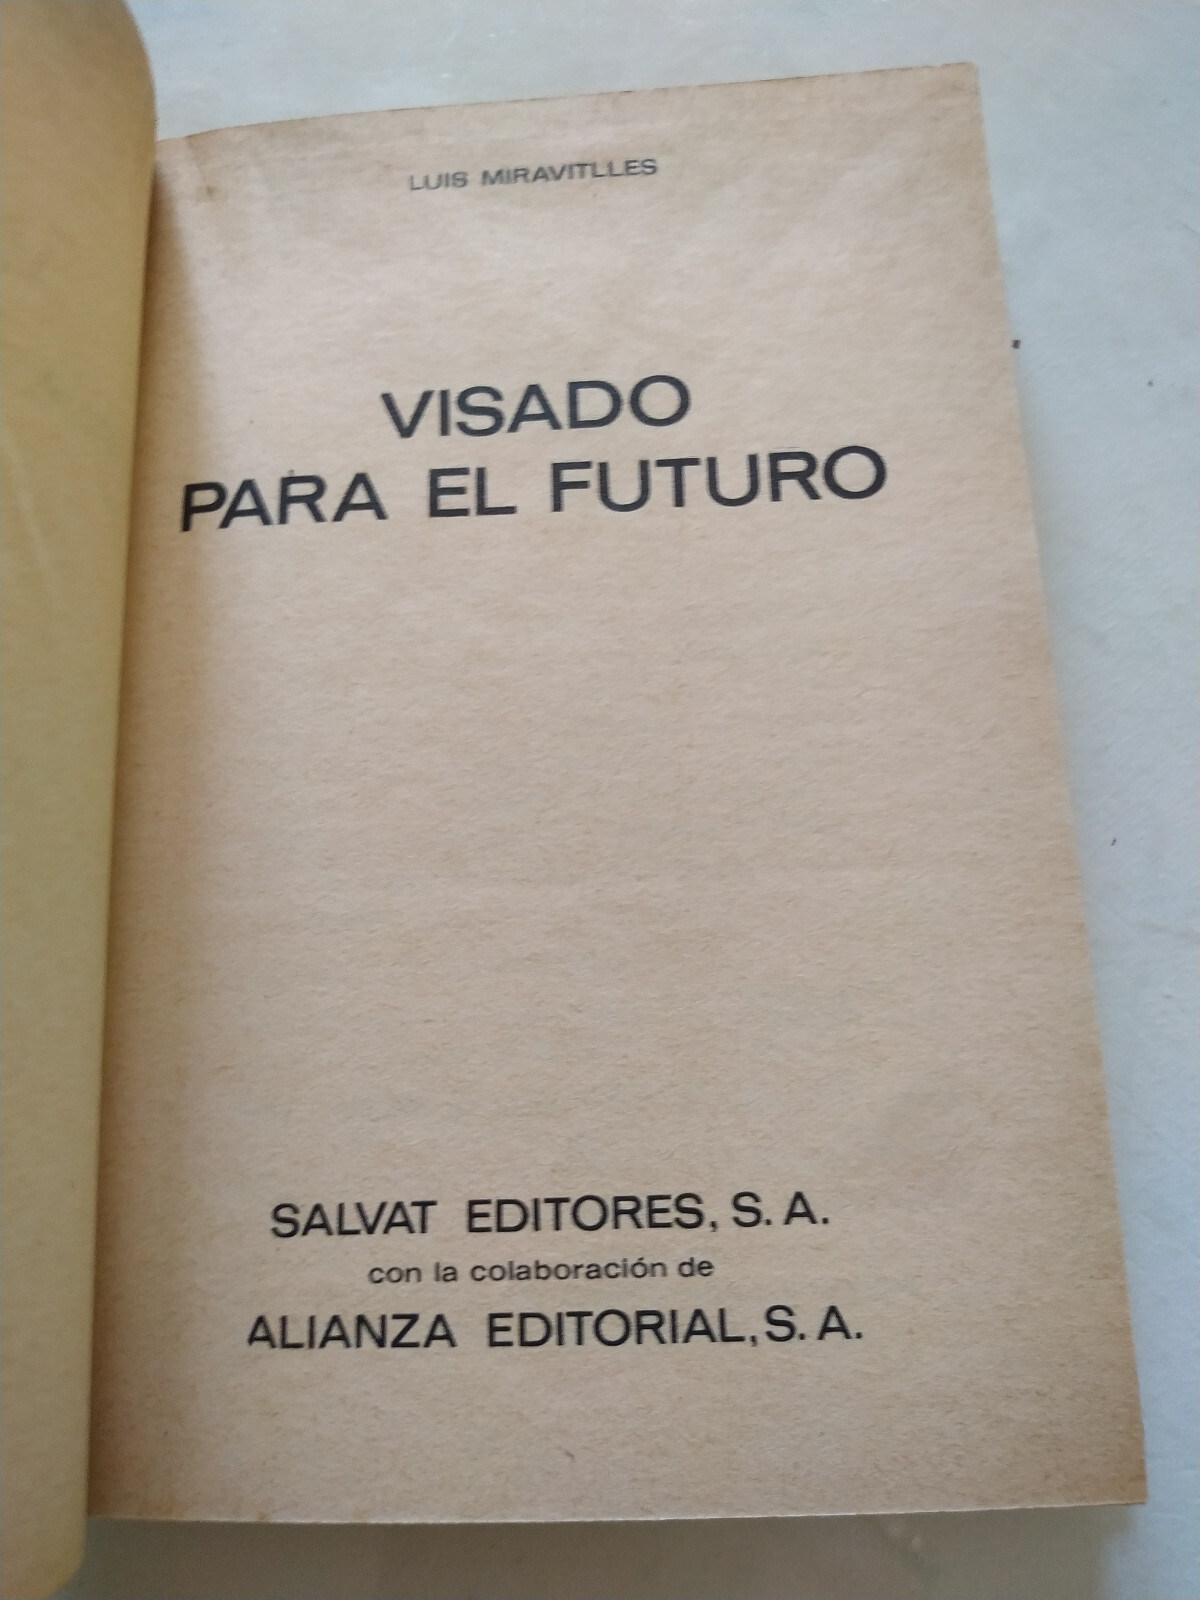 LUIS MIRAVITLLES
VISADO
PARA EL FUTURO
SALVAT EDITORES, S. A.
con la colaboración de
ALIANZA EDITORIAL, S. A.